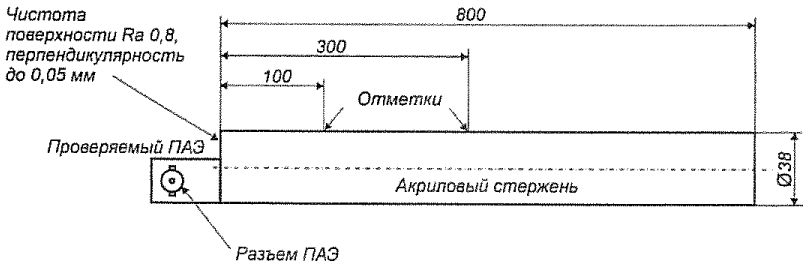 Чистота
поверхности Ra 0,8,
перпендикулярность
до 0,05 мм
800
300
100
Отметки
Проверяемый ПАЭ
Акриловый стержень
Ø38
Разъем ПАЭ